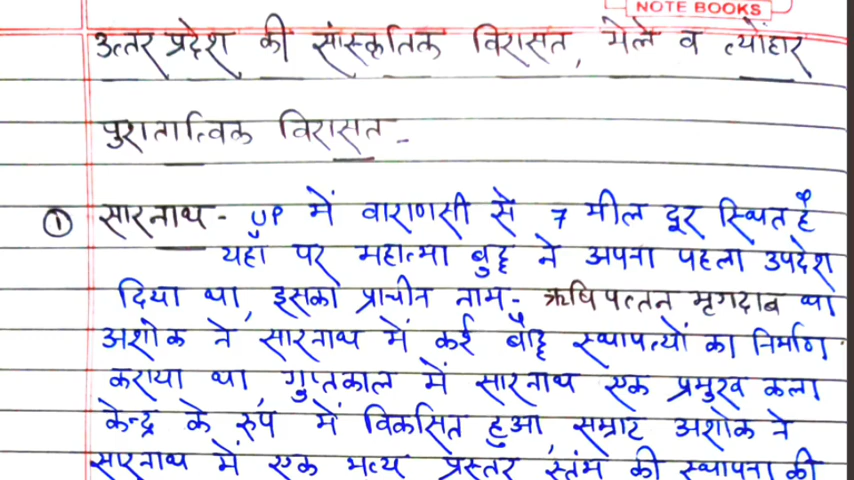 NOTE BOOKS
उत्तर प्रदेश की सांस्कृतिक विरासत, मेले व त्योंहार
पुरातात्विक विरासत -
① सारनाथ - UP में वाराणसी से 7 मील दूर स्थित है
यहां पर महात्मा बुद्ध ने अपना पहला उपदेश
दिया था, इसका प्राचीन नाम - ऋषिपत्तन मृगदाब था
अशोक ने सारनाथ में कई बौद्ध स्थापत्यों का निर्माण
कराया था, गुप्तकाल में सारनाथ एक प्रमुख कला
केन्द्र के रुप में विकसित हुआ, सम्राट अशोक ने
सारनाथ में एक भव्य प्रस्तर स्तंभ की स्थापना की